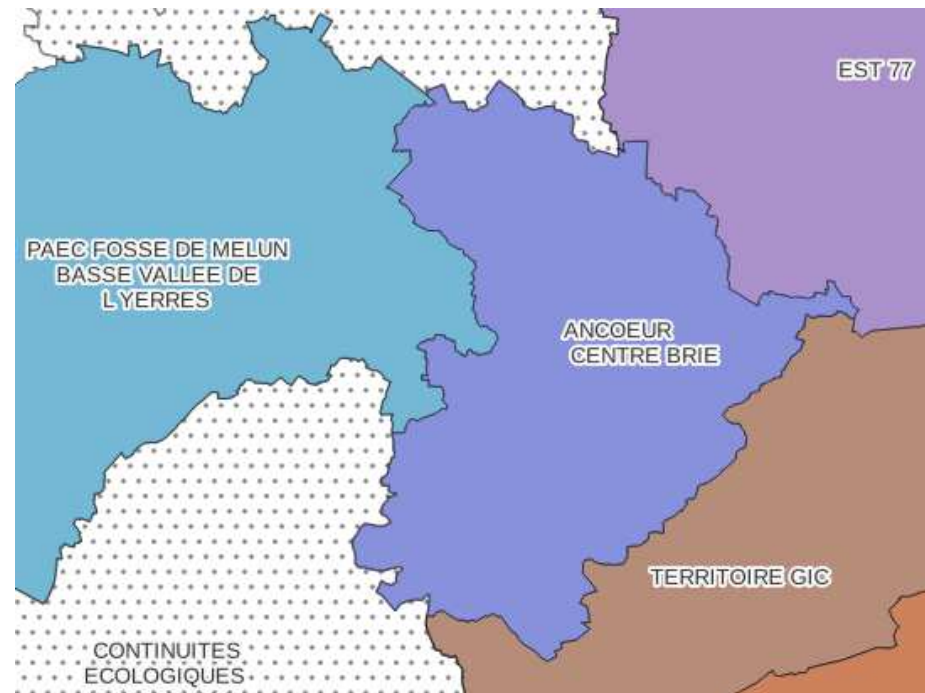 EST 77
PAEC FOSSE DE MELUN
BASSE VALLEE DE
L YERRES
ANCOEUR
CENTRE BRIE
TERRITOIRE GIC
CONTINUITES
ECOLOGIQUES